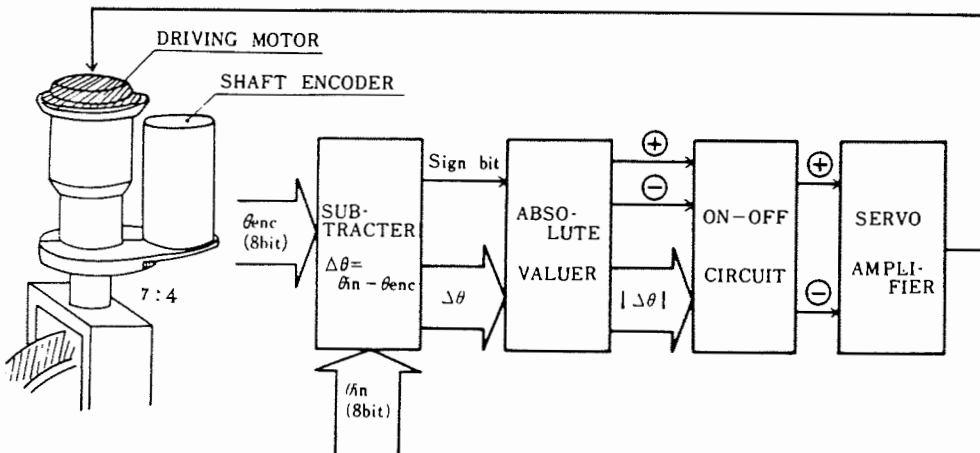 DRIVING MOTOR
SHAFT ENCODER
7:4
θenc
(8bit)
SUB-
TRACTER
Δθ=
θin-θenc
θin
(8bit)
Sign bit
Δθ
ABSO-
LUTE
VALUER
⊕
⊖
|Δθ|
ON-OFF
CIRCUIT
⊕
⊖
SERVO
AMPLI-
FIER